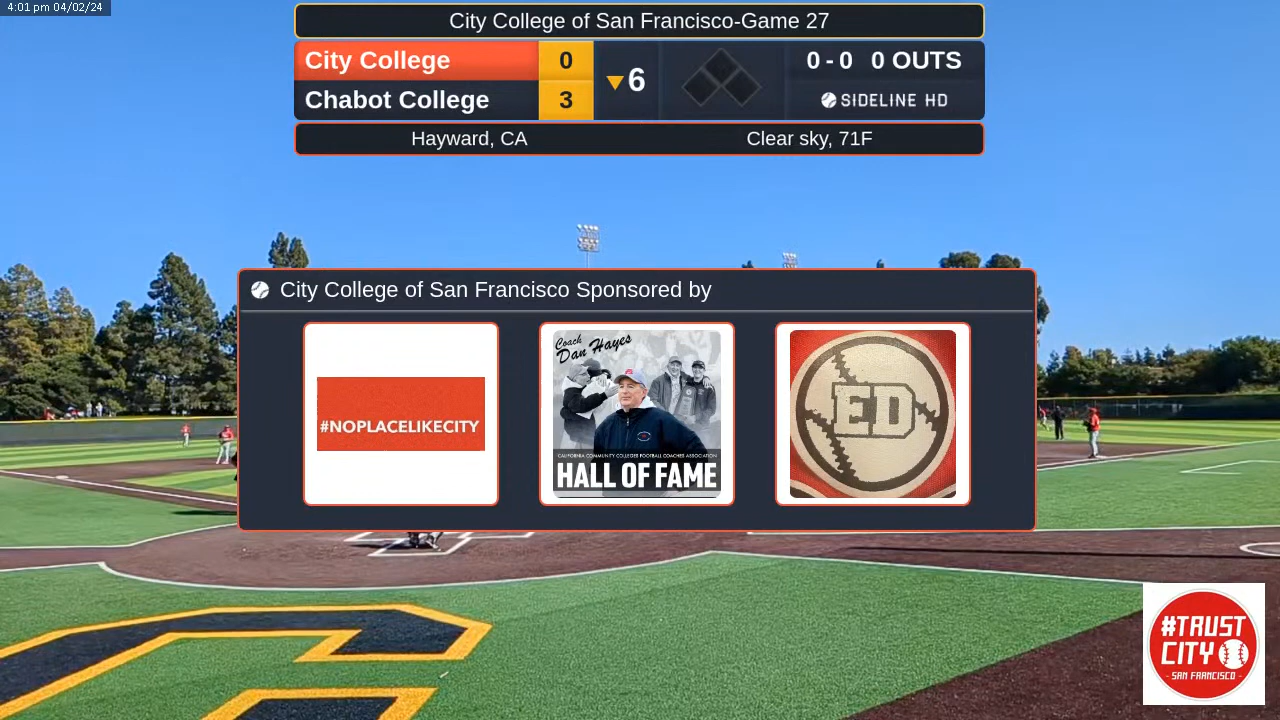 4:01 pm 04/02/24
City College of San Francisco-Game 27
City College 0
Chabot College 3
6
0 - 0 0 OUTS
SIDELINE HD
Hayward, CA Clear sky, 71F
City College of San Francisco Sponsored by
#NOPLACELIKECITY
Coach
Dan Hayes
CALIFORNIA COMMUNITY COLLEGES FOOTBALL COACHES ASSOCIATION
HALL OF FAME
ED
#TRUST
CITY
- SAN FRANCISCO -